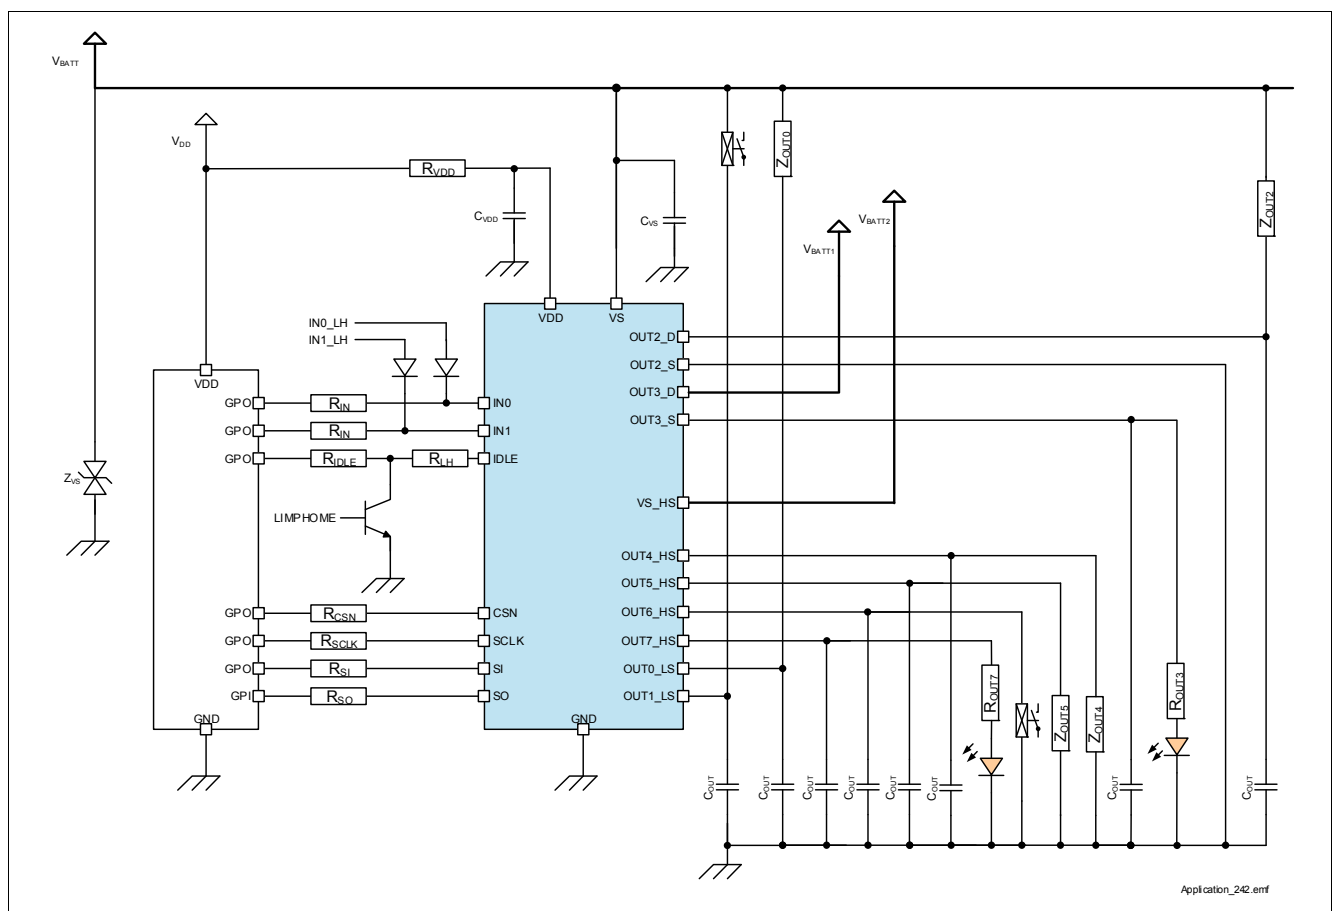 VBATT
VDD
RVDD
CVDD
CVS
ZOUT0
VBATT2
VBATT1
ZOUT2
VDD
VS
IN0_LH
IN1_LH
OUT2_D
OUT2_S
OUT3_D
OUT3_S
VDD
GPO
RIN
IN0
GPO
RIN
IN1
GPO
RIDLE
RLH
IDLE
ZVS
LIMPHOME
VS_HS
OUT4_HS
OUT5_HS
OUT6_HS
OUT7_HS
OUT0_LS
OUT1_LS
GPO
RCSN
CSN
GPO
RSCLK
SCLK
GPO
RSI
SI
GPI
RSO
SO
GND
GND
ROUT7
ZOUT5
ZOUT4
ROUT3
COUT
COUT
COUT
COUT
COUT
COUT
COUT
COUT
Application_242.emf